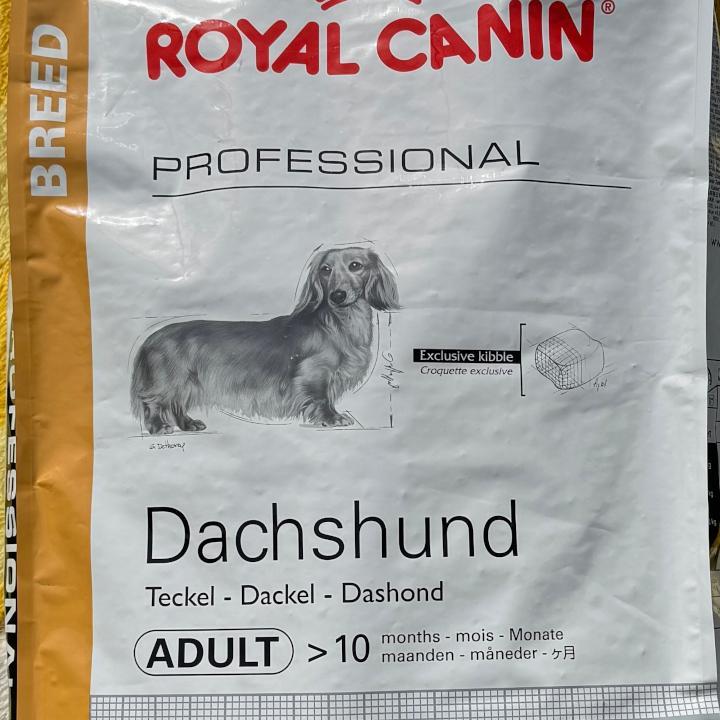 ROYAL CANIN®
BREED
PROFESSIONAL
Exclusive kibble
Croquette exclusive
Dachshund
Teckel - Dackel - Dashond
ADULT >10
months - mois - Monate
maanden - måneder - ヶ月